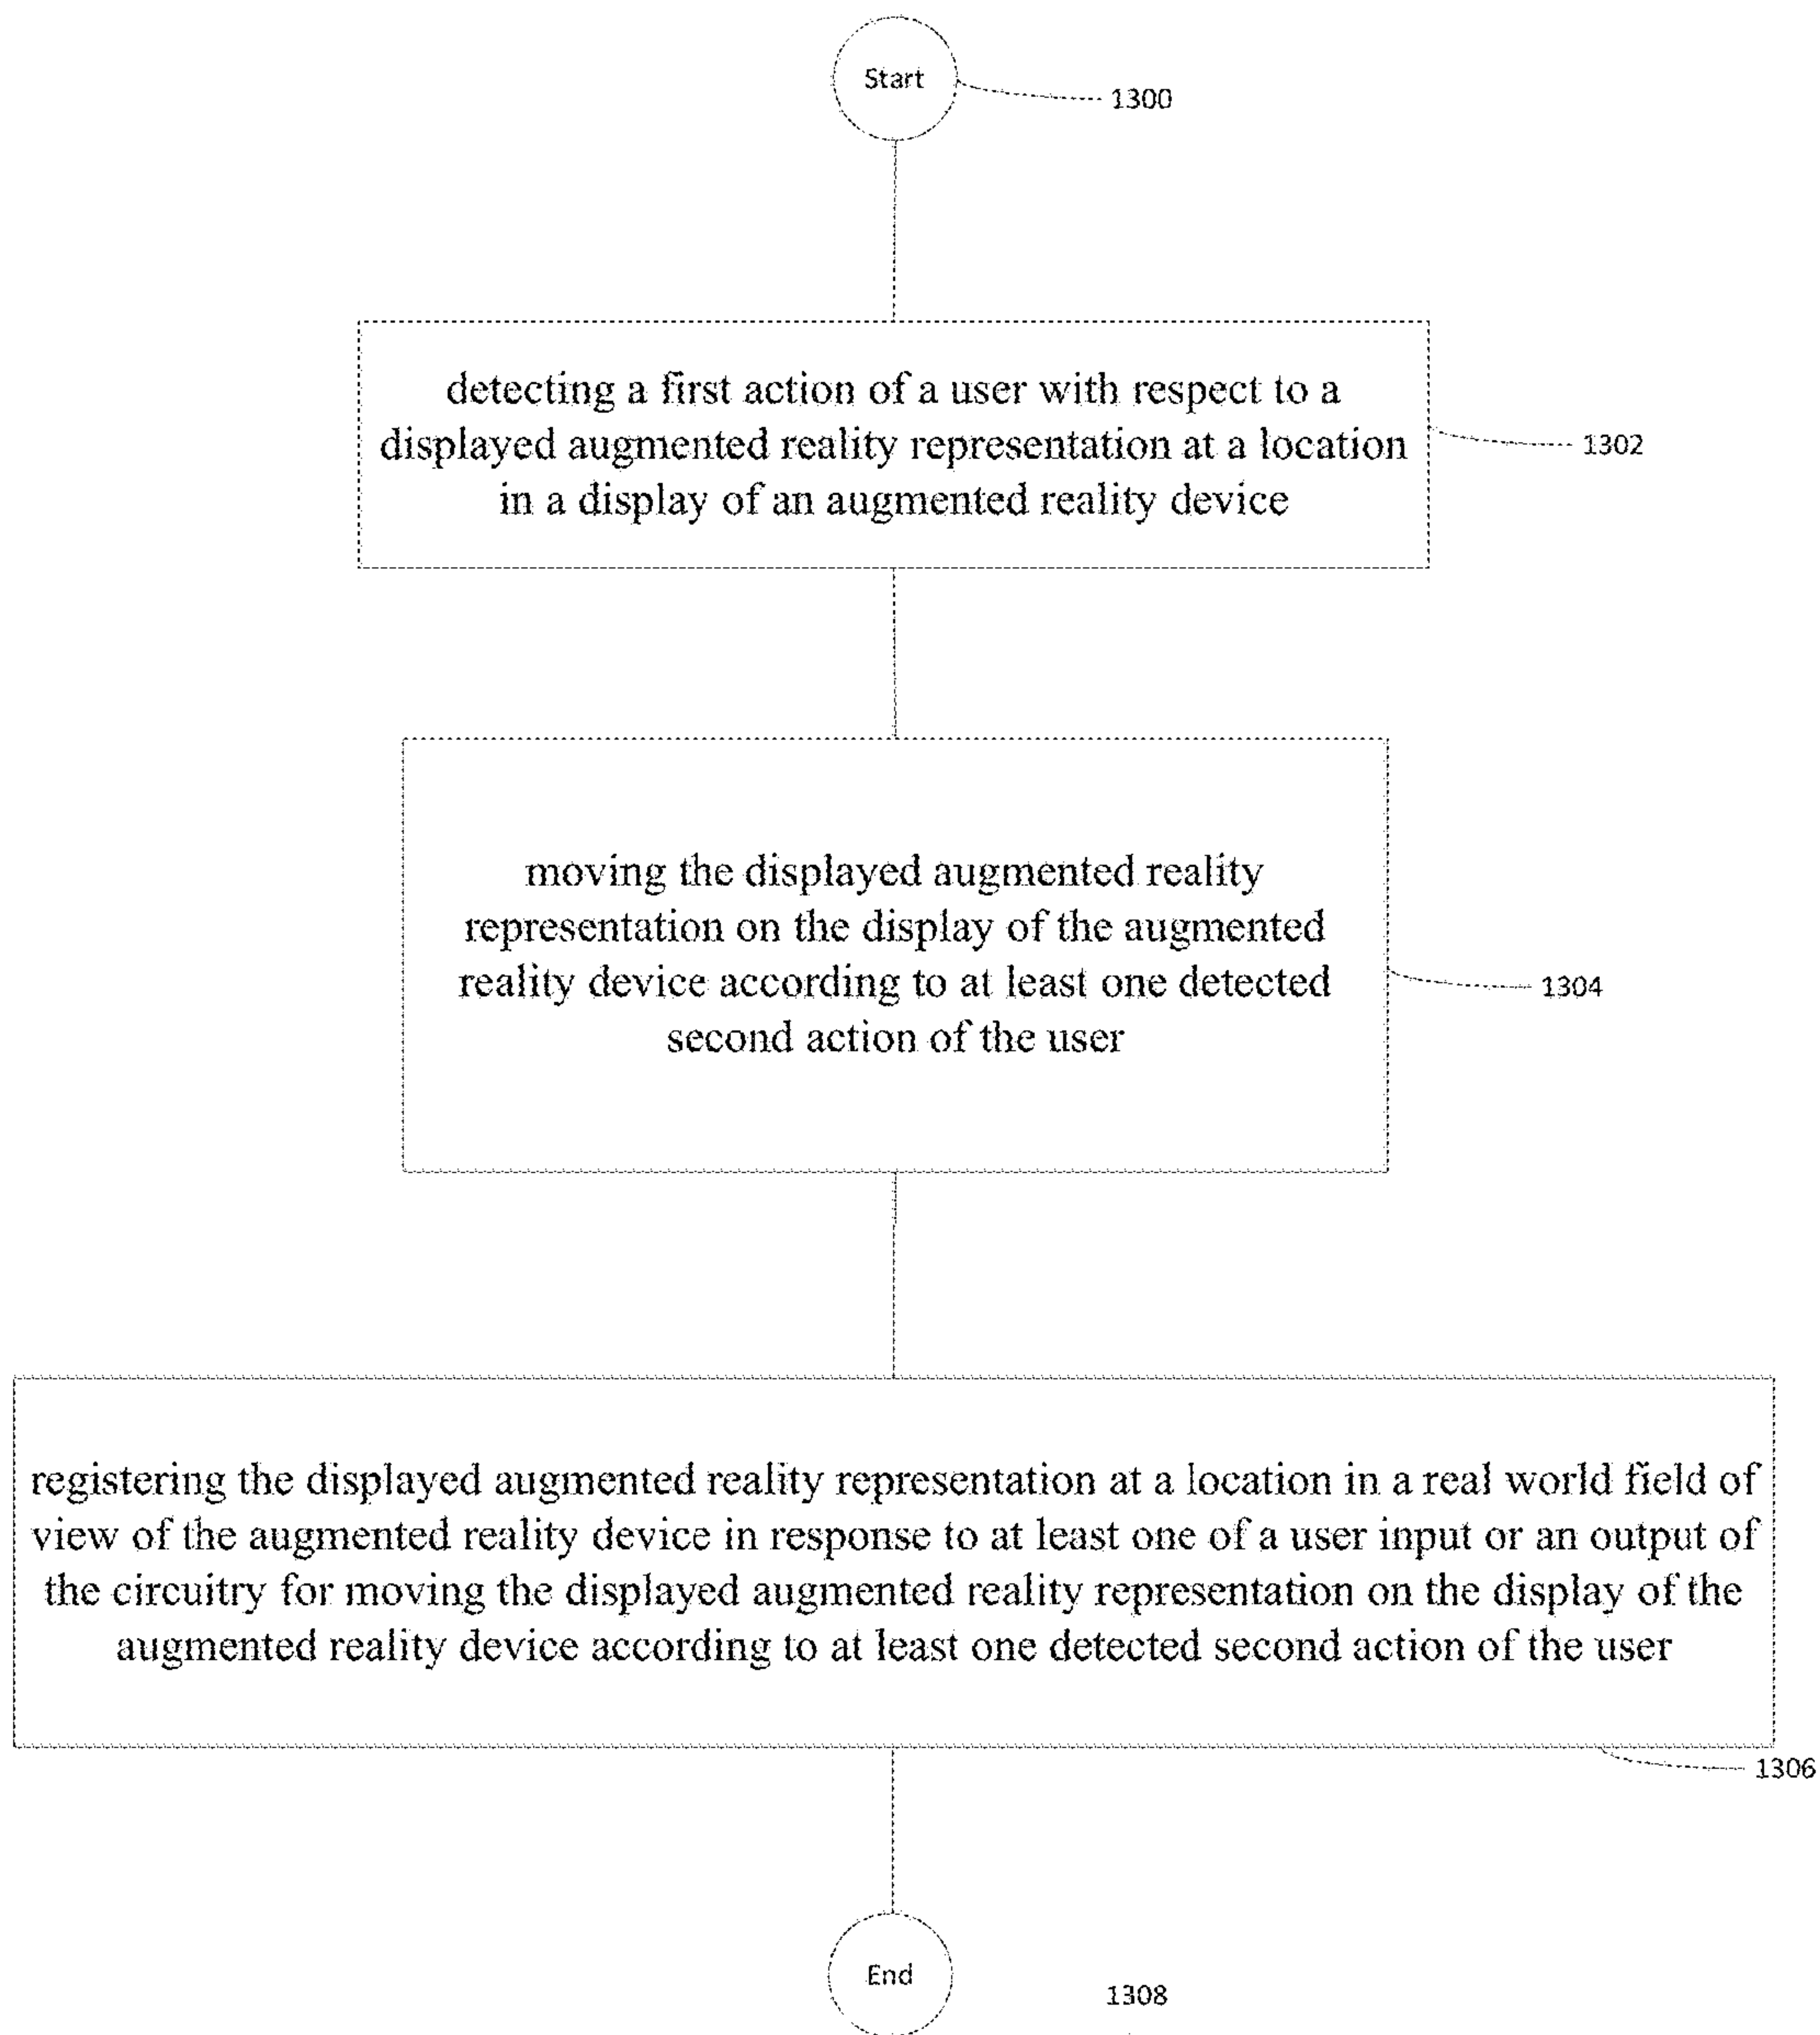 Start
1300
detecting a first action of a user with respect to a
displayed augmented reality representation at a location
in a display of an augmented reality device
1302
moving the displayed augmented reality
representation on the display of the augmented
reality device according to at least one detected
second action of the user
1304
registering the displayed augmented reality representation at a location in a real world field of
view of the augmented reality device in response to at least one of a user input or an output of
the circuitry for moving the displayed augmented reality representation on the display of the
augmented reality device according to at least one detected second action of the user
1306
End
1308